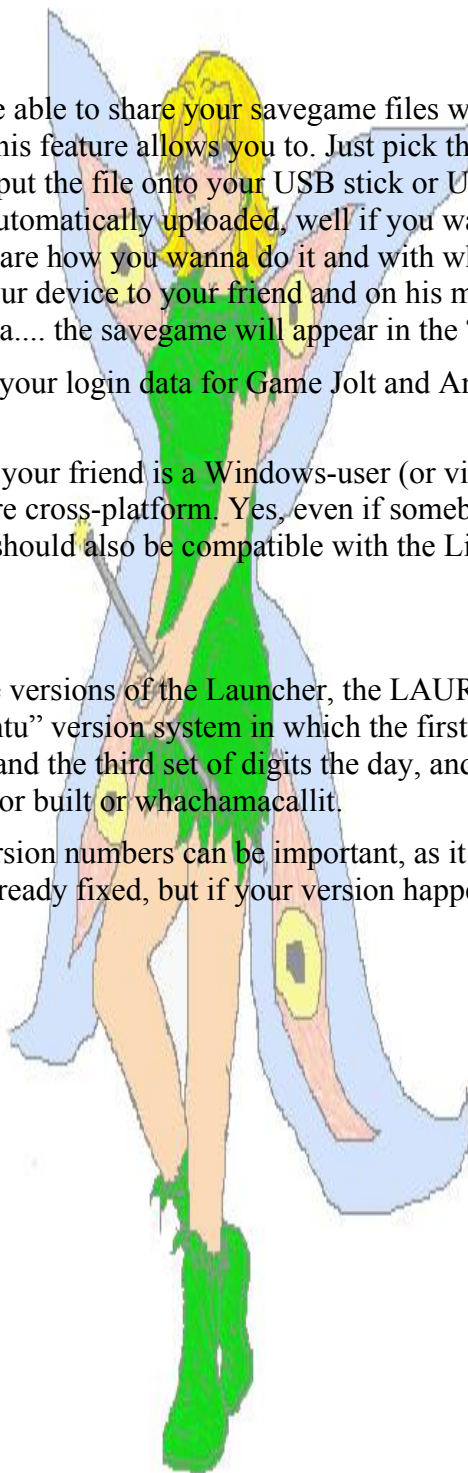 e able to share your savegame files w
his feature allows you to. Just pick th
put the file onto your USB stick or U
utomatically uploaded, well if you wa
are how you wanna do it and with wh
ur device to your friend and on his m
a.... the savegame will appear in the "
your login data for Game Jolt and An
your friend is a Windows-user (or vi
re cross-platform. Yes, even if someb
should also be compatible with the Li
e versions of the Launcher, the LAUR
ntu” version system in which the first
and the third set of digits the day, and
or built or whachamacallit.
rsion numbers can be important, as it
ready fixed, but if your version happe